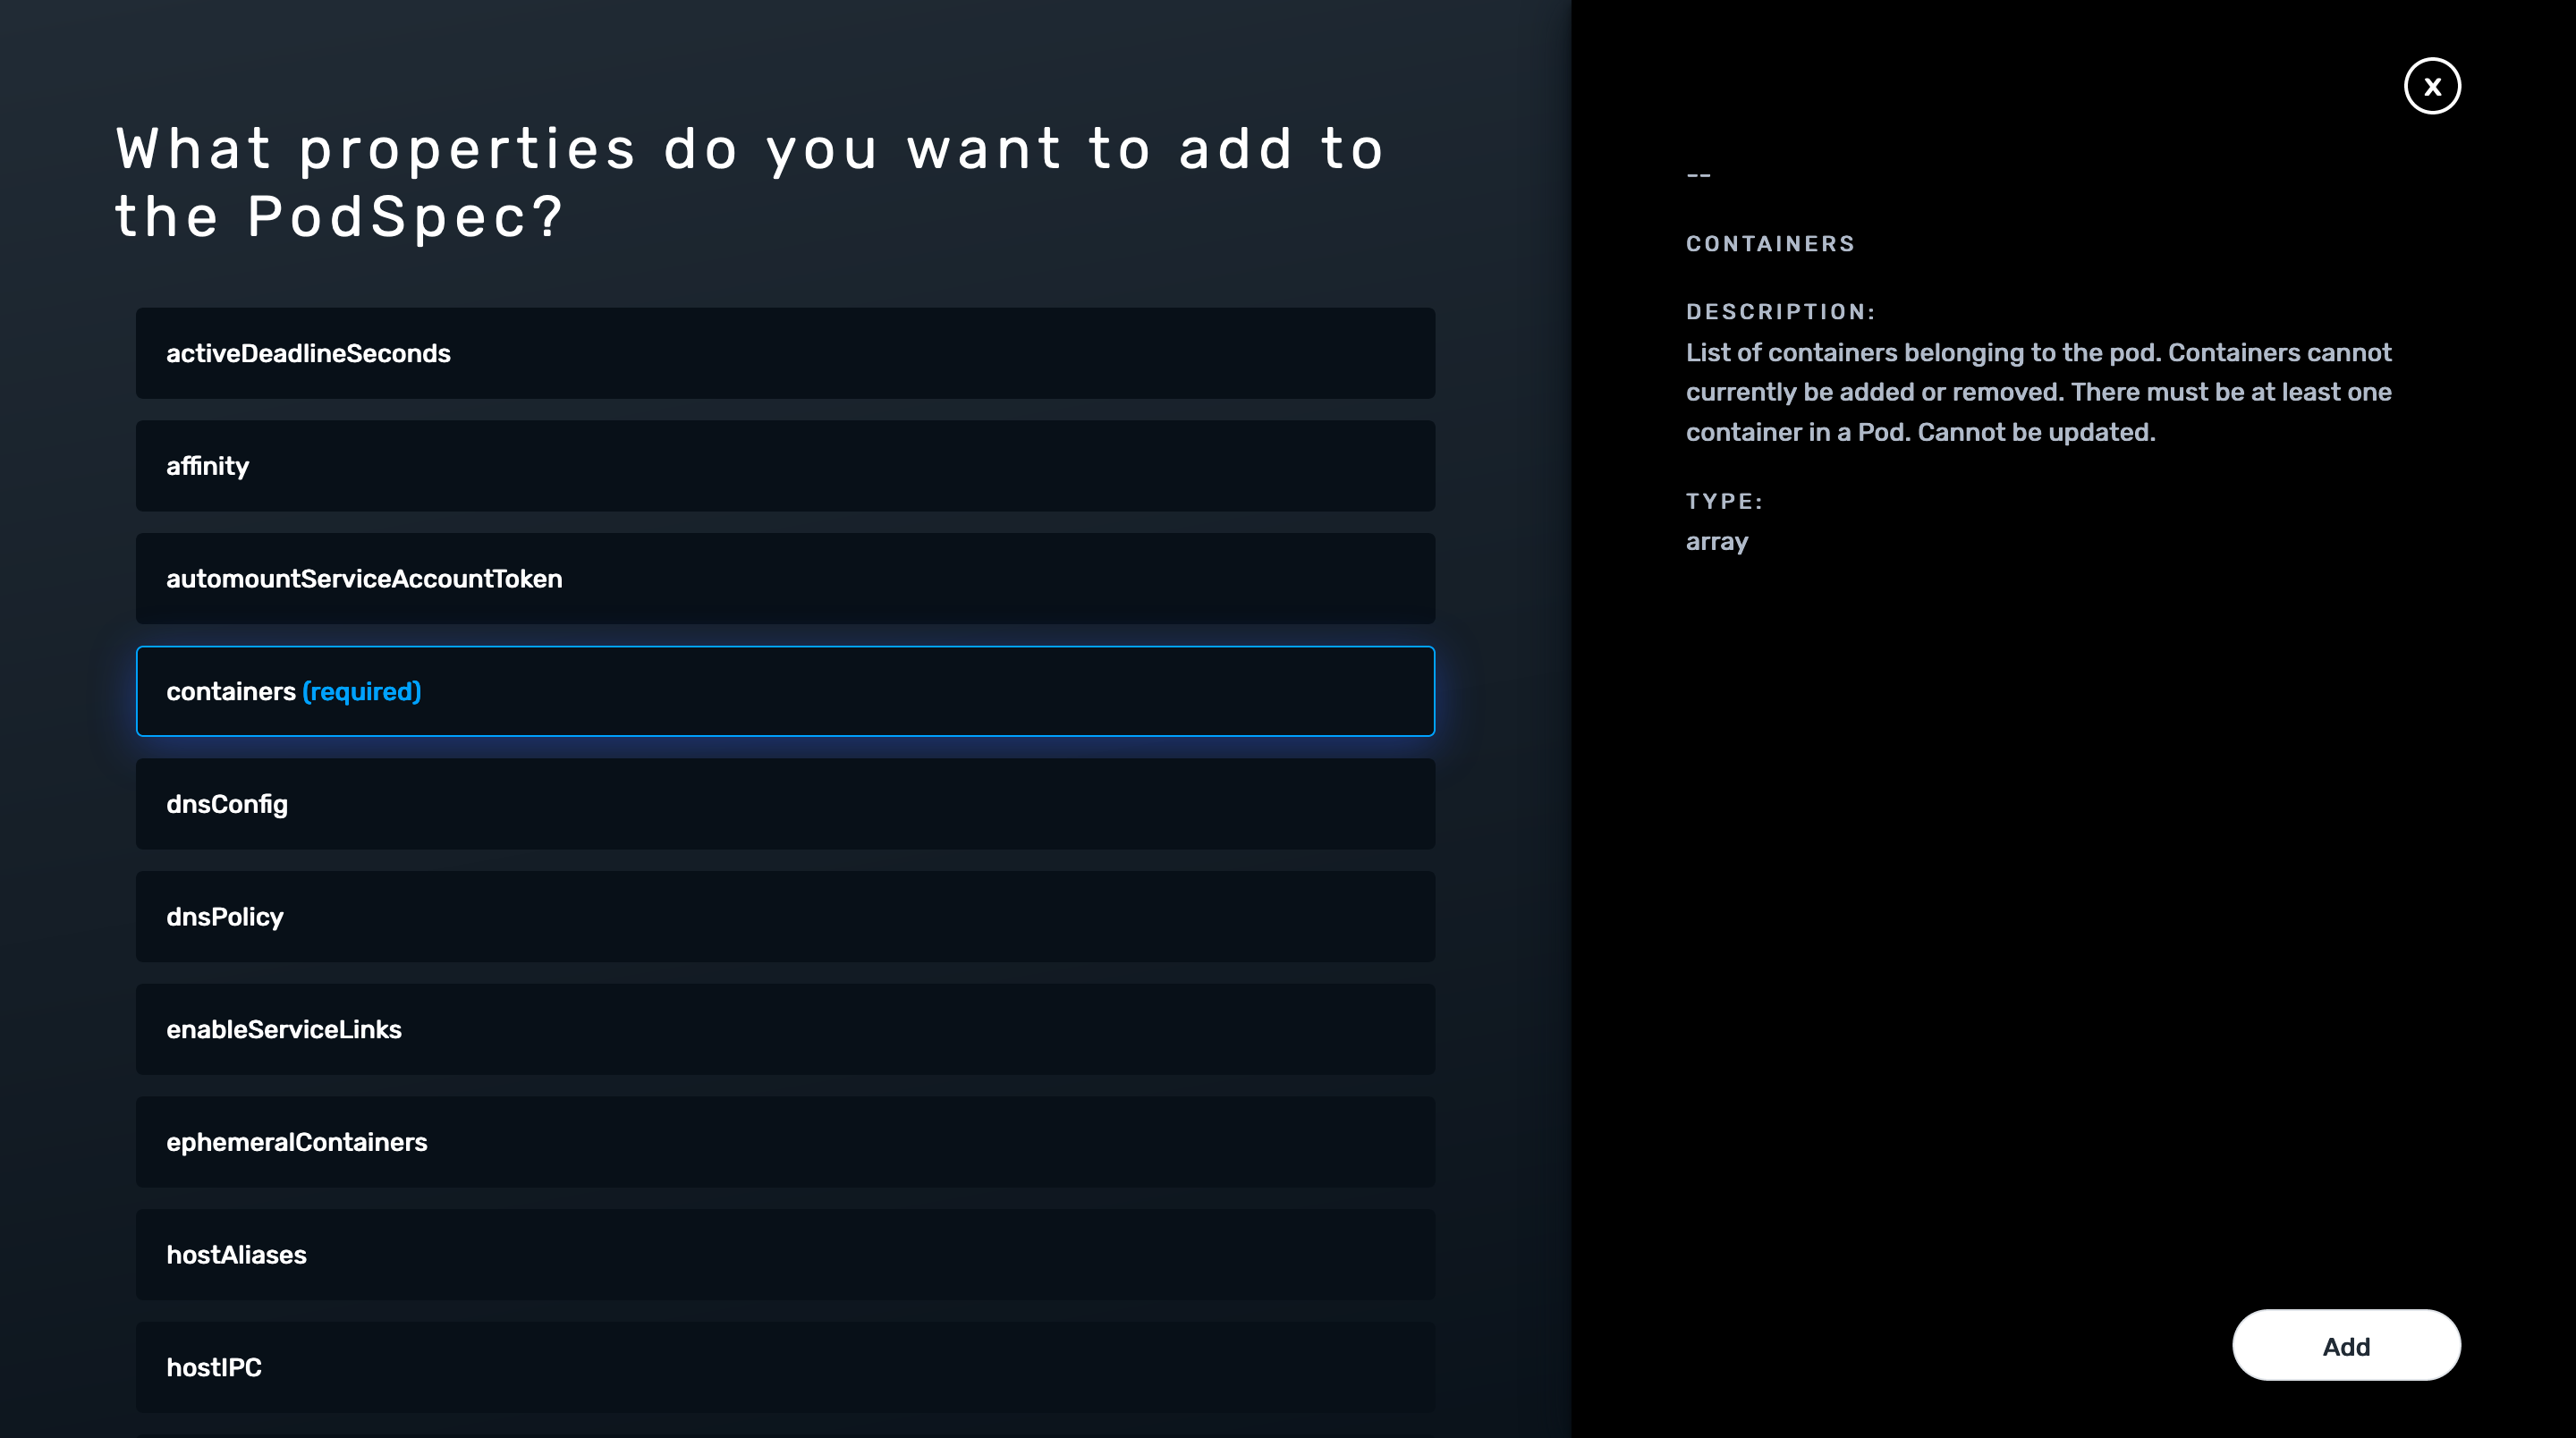 What properties do you want to add to
the PodSpec?
activeDeadlineSeconds
affinity
automountServiceAccountToken
containers (required)
dnsConfig
dnsPolicy
enableServiceLinks
ephemeralContainers
hostAliases
hostIPC
x
--
CONTAINERS
DESCRIPTION:
List of containers belonging to the pod. Containers cannot
currently be added or removed. There must be at least one
container in a Pod. Cannot be updated.
TYPE:
array
Add